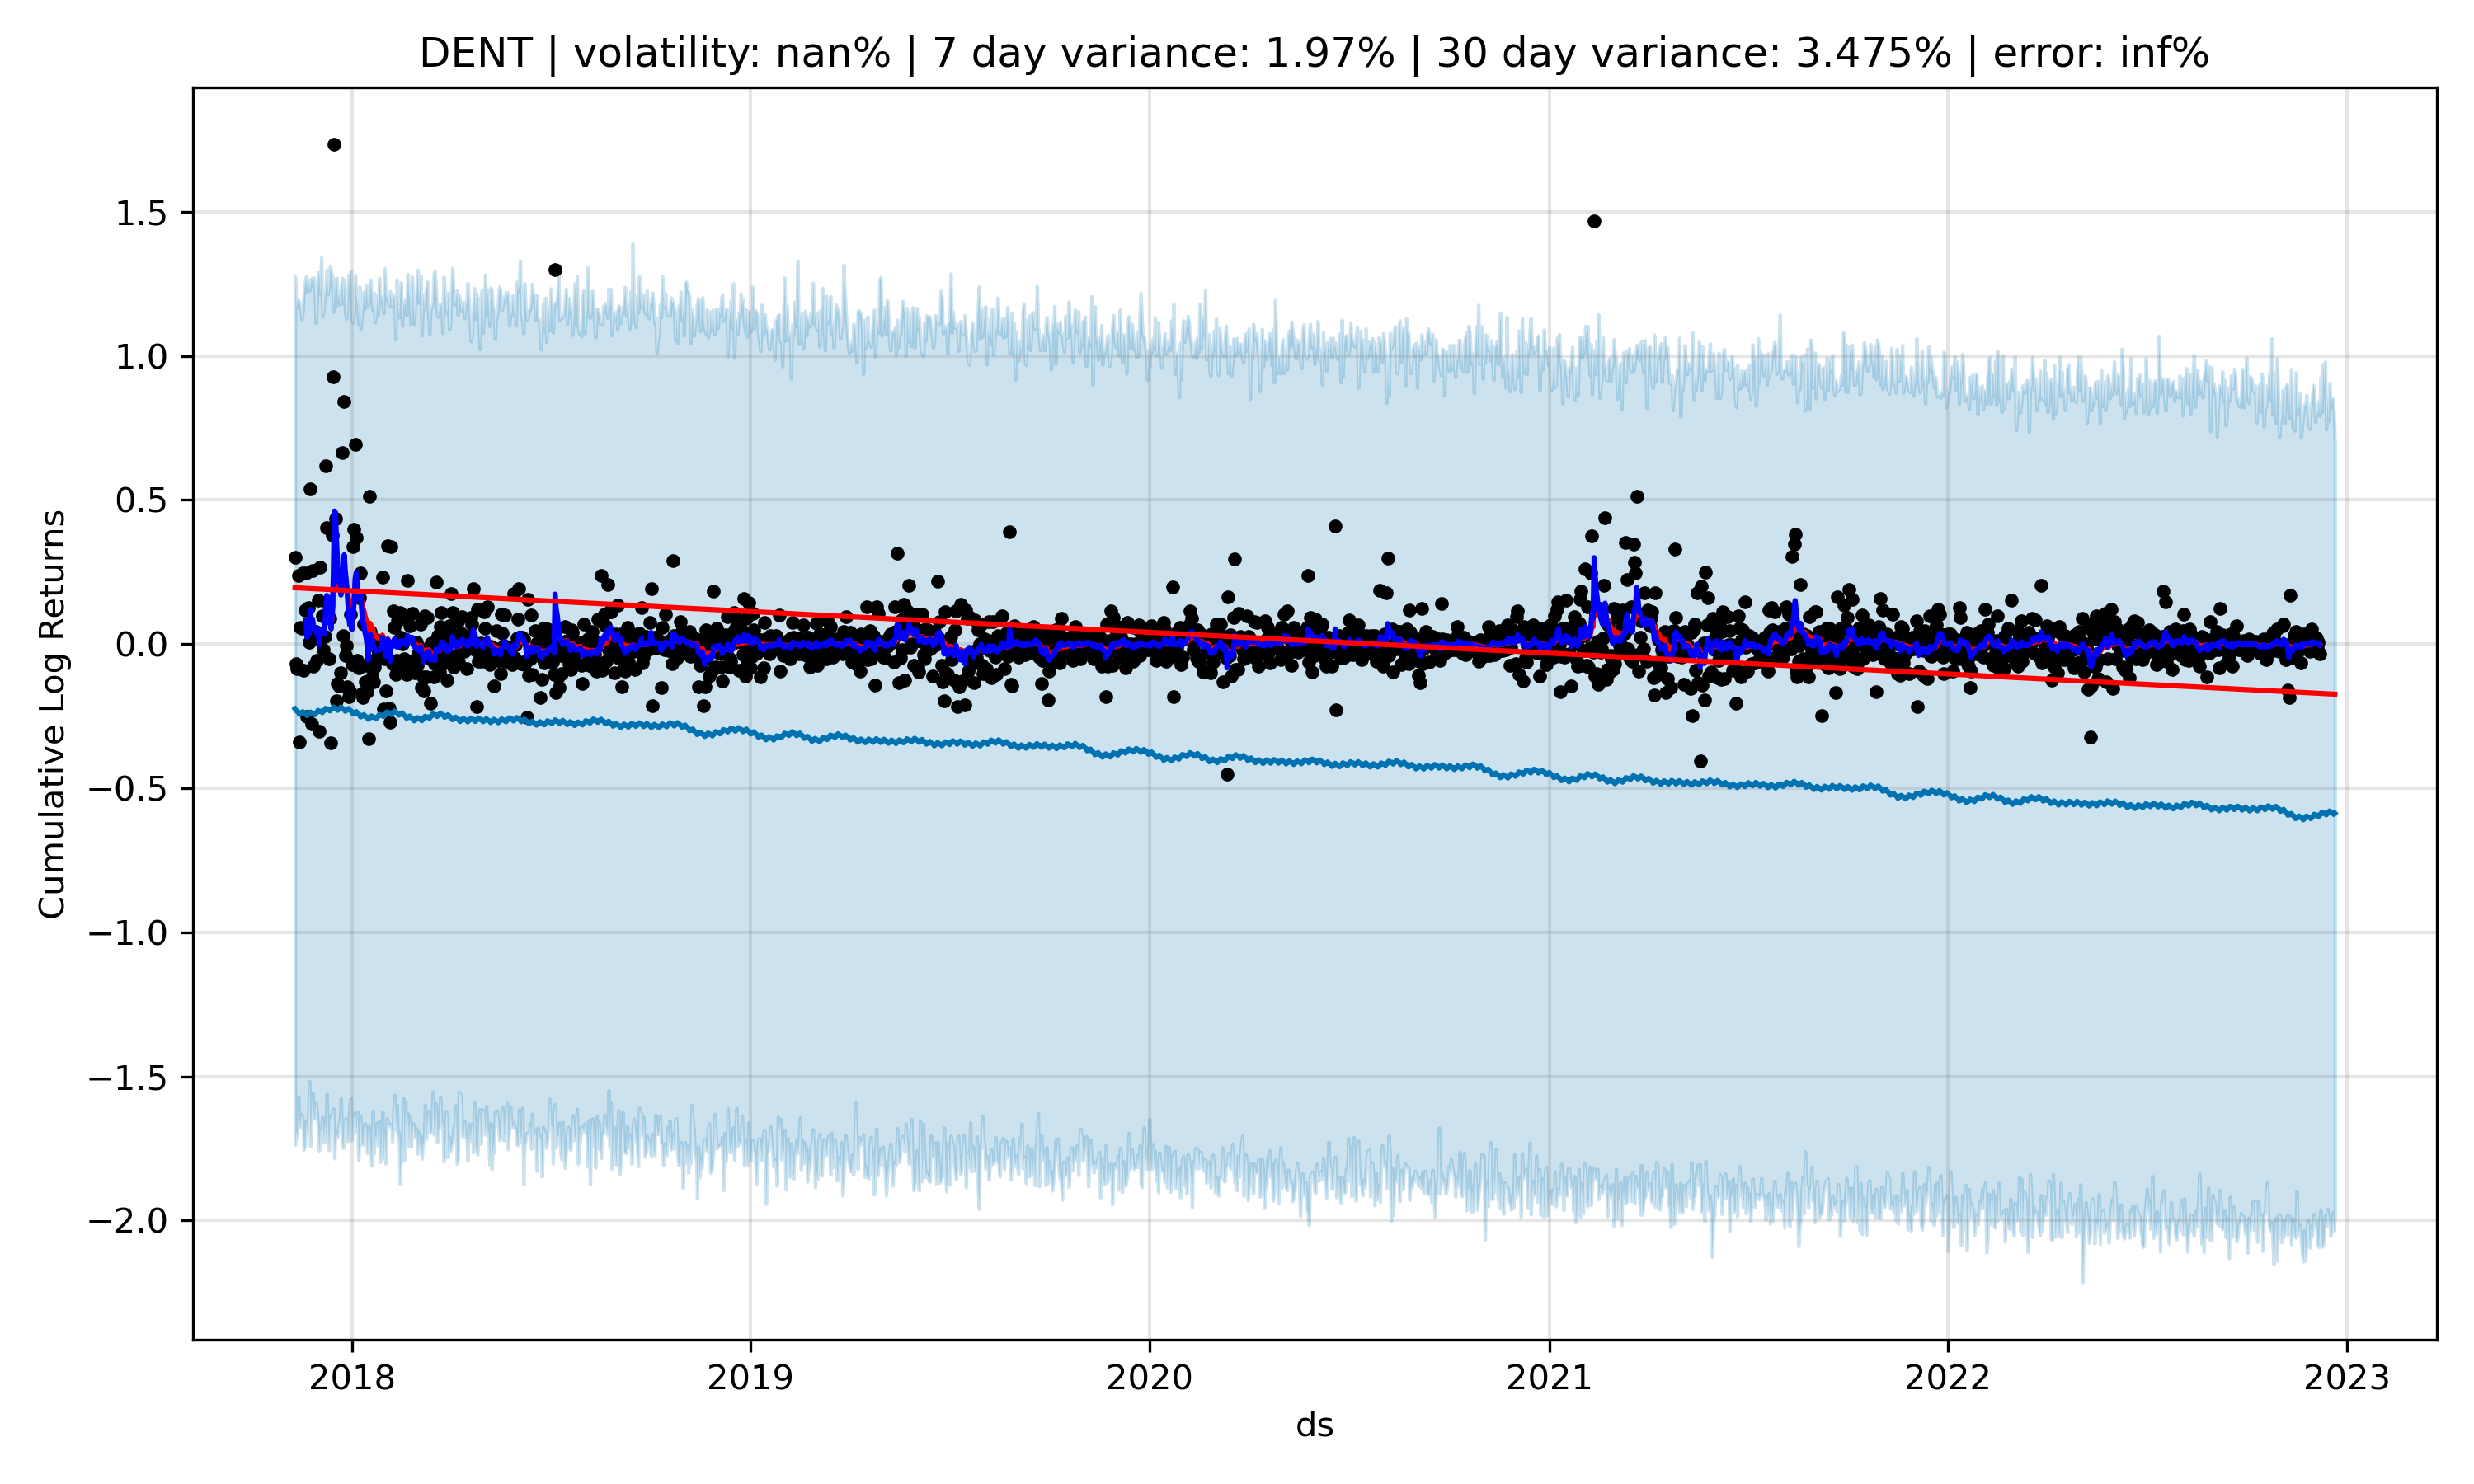 DENT | volatility: nan% | 7 day variance: 1.97% | 30 day variance: 3.475% | error: inf%
Cumulative Log Returns
1.5
1.0
0.5
0.0
−0.5
−1.0
−1.5
−2.0
2018 2019 2020 2021 2022 2023
ds